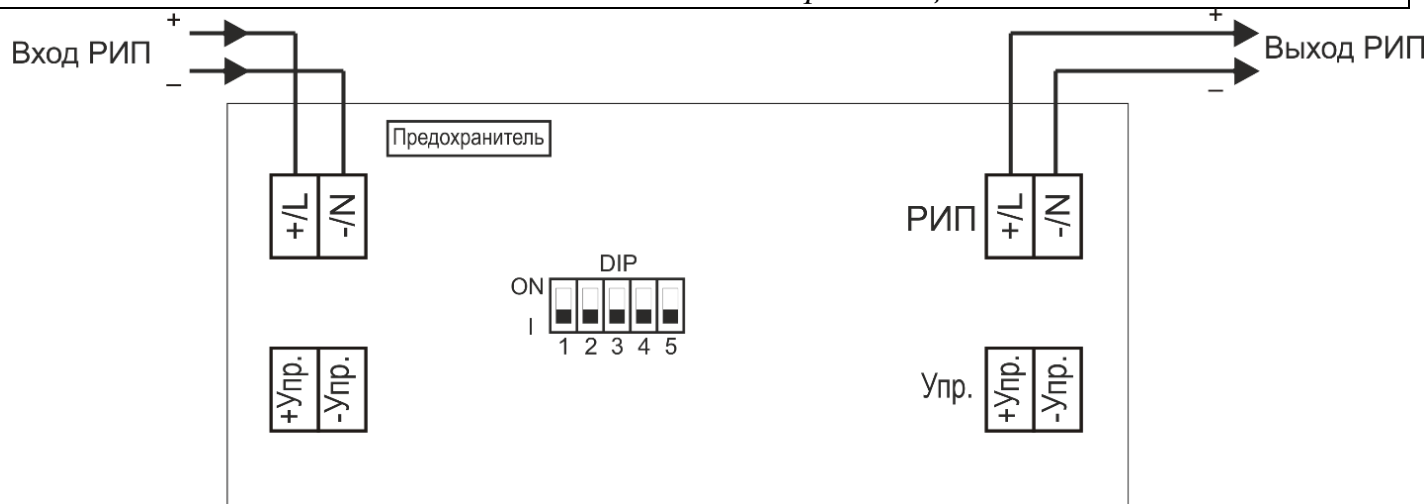 +
Вход РИП
–
+
Выход РИП
–
Предохранитель
+/L
-/N
РИП
+/L
-/N
DIP
ON
I
1 2 3 4 5
+Упр.
-Упр.
Упр.
+Упр.
-Упр.